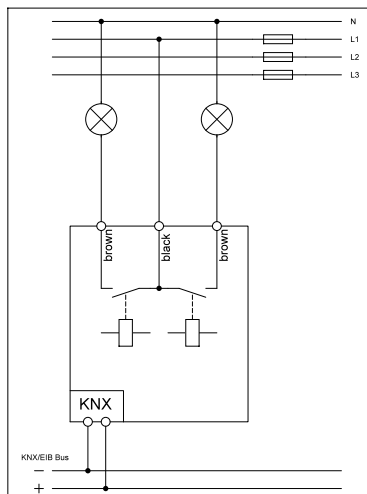 N
L1
L2
L3
brown
black
brown
KNX
KNX/EIB Bus
−
+